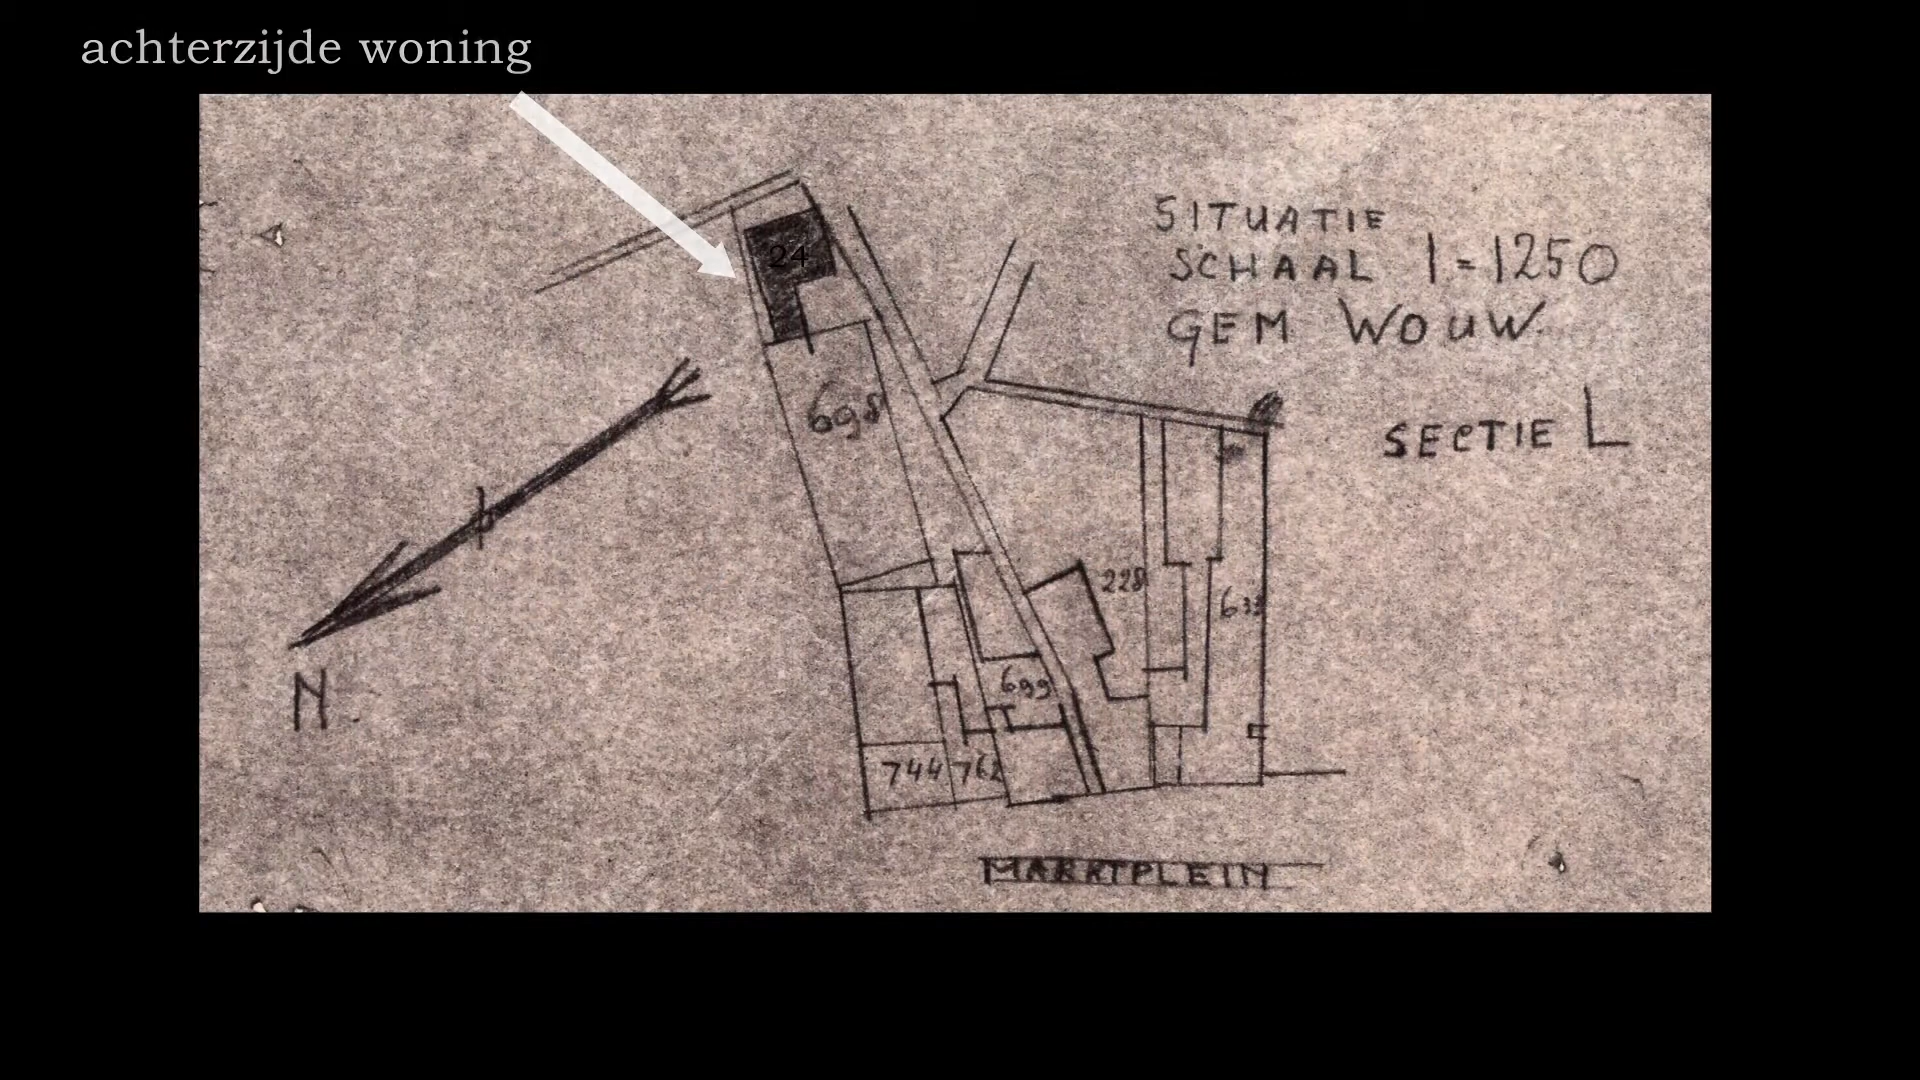 achterzijde woning
SITUATIE
SCHAAL 1=1250
GEM WOUW.
SECTIE L
24
698
N.
228
699
744 762
MARKTPLEIN